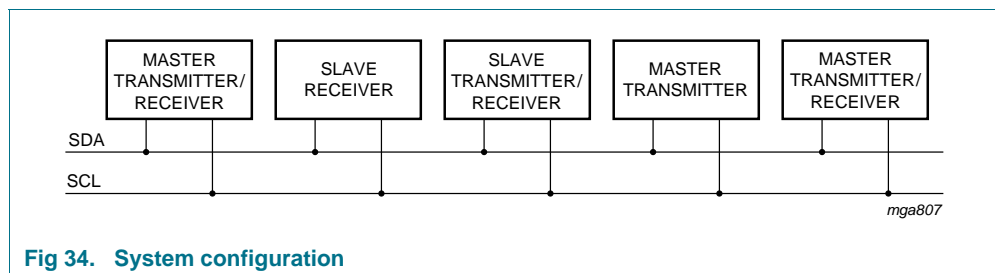 MASTER
TRANSMITTER/
RECEIVER
SLAVE
RECEIVER
SLAVE
TRANSMITTER/
RECEIVER
MASTER
TRANSMITTER
MASTER
TRANSMITTER/
RECEIVER
SDA
SCL
mga807
Fig 34. System configuration